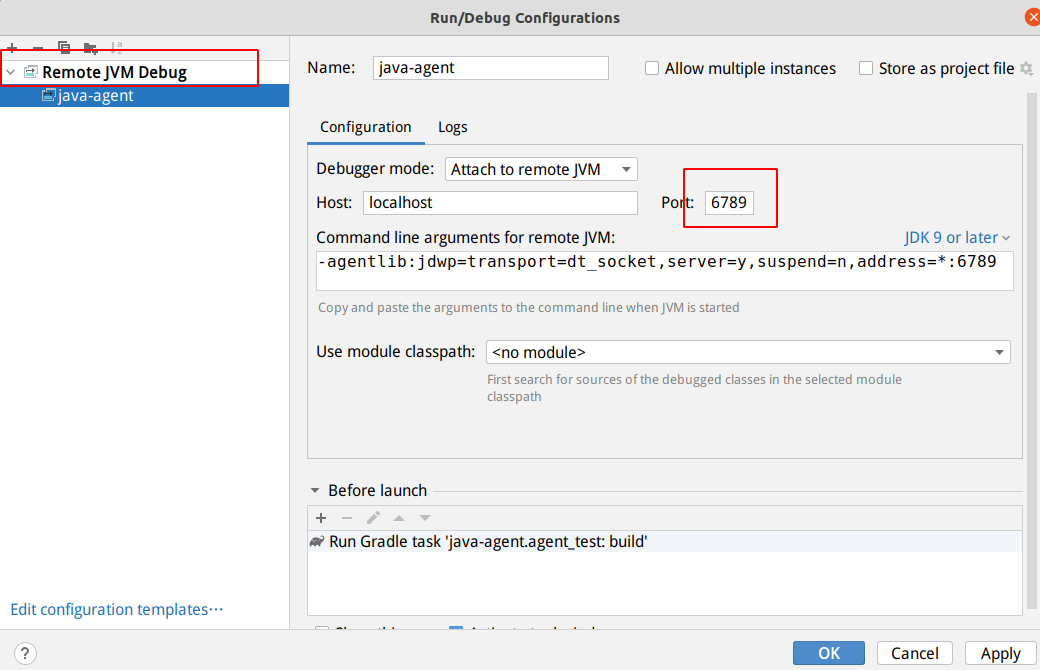 Run/Debug Configurations
Remote JVM Debug
java-agent
Name: java-agent
Allow multiple instances
Store as project file
Configuration
Logs
Debugger mode: Attach to remote JVM
Host: localhost
Port: 6789
Command line arguments for remote JVM:
JDK 9 or later
-agentlib:jdwp=transport=dt_socket,server=y,suspend=n,address=*:6789
Copy and paste the arguments to the command line when JVM is started
Use module classpath: <no module>
First search for sources of the debugged classes in the selected module
classpath
Before launch
Run Gradle task 'java-agent.agent_test: build'
Edit configuration templates...
?
OK
Cancel
Apply